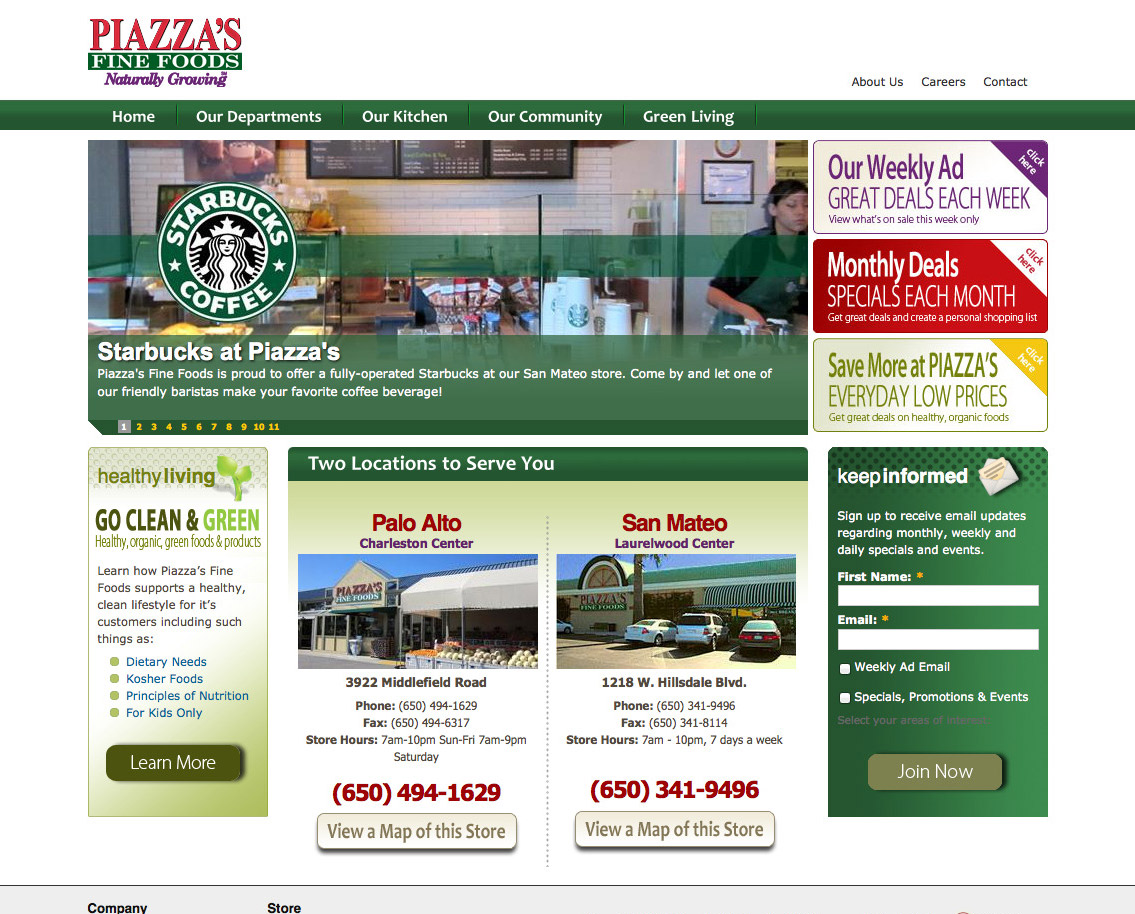 PIAZZA'S
FINE FOODS
Naturally Growing
About Us Careers Contact
Home Our Departments Our Kitchen Our Community Green Living
STARBUCKS
COFFEE
Starbucks at Piazza's
Piazza's Fine Foods is proud to offer a fully-operated Starbucks at our San Mateo store. Come by and let one of
our friendly baristas make your favorite coffee beverage!
1 2 3 4 5 6 7 8 9 10 11
Our Weekly Ad
GREAT DEALS EACH WEEK
View what's on sale this week only
click
here
Monthly Deals
SPECIALS EACH MONTH
Get great deals and create a personal shopping list
click
here
Save More at PIAZZA'S
EVERYDAY LOW PRICES
Get great deals on healthy, organic foods
click
here
healthyliving
GO CLEAN & GREEN
Healthy, organic, green foods & products
Learn how Piazza's Fine
Foods supports a healthy,
clean lifestyle for it's
customers including such
things as:
Dietary Needs
Kosher Foods
Principles of Nutrition
For Kids Only
Learn More
Two Locations to Serve You
Palo Alto
Charleston Center
PIAZZA'S
FINE FOODS
3922 Middlefield Road
Phone: (650) 494-1629
Fax: (650) 494-6317
Store Hours: 7am-10pm Sun-Fri 7am-9pm
Saturday
(650) 494-1629
View a Map of this Store
San Mateo
Laurelwood Center
PIAZZA'S
FINE FOODS
1218 W. Hillsdale Blvd.
Phone: (650) 341-9496
Fax: (650) 341-8114
Store Hours: 7am - 10pm, 7 days a week
(650) 341-9496
View a Map of this Store
keepinformed
Sign up to receive email updates
regarding monthly, weekly and
daily specials and events.
First Name: *
Email: *
Weekly Ad Email
Specials, Promotions & Events
Select your areas of interest
Join Now
Company Store